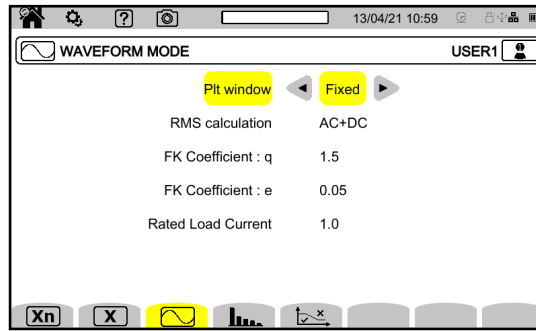 ? 13/04/21 10:59
WAVEFORM MODE USER1
Plt window Fixed
RMS calculation AC+DC
FK Coefficient : q 1.5
FK Coefficient : e 0.05
Rated Load Current 1.0
Xn X